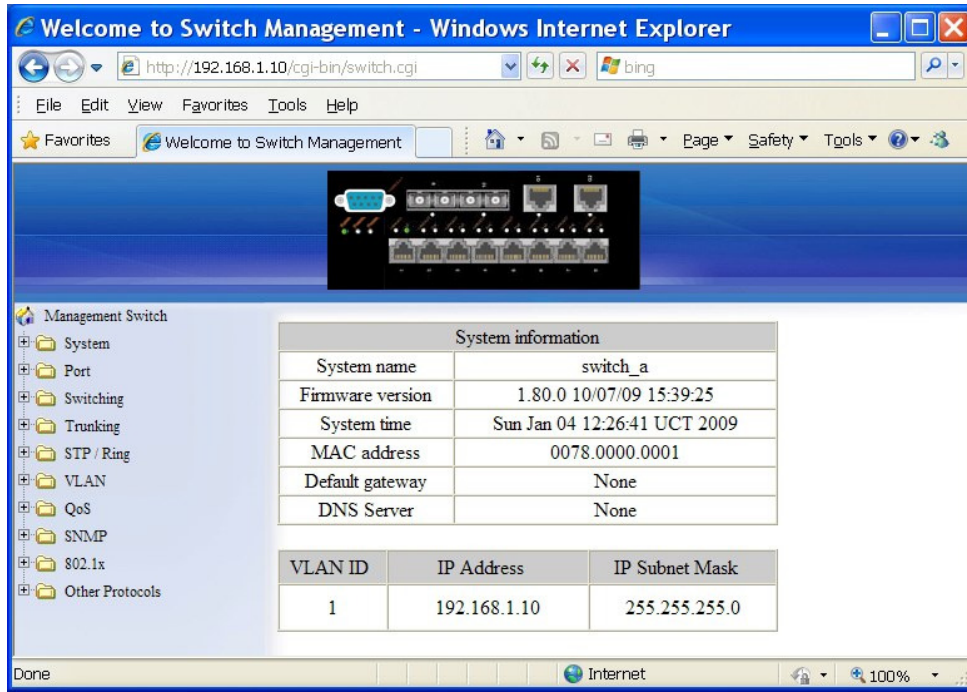 Welcome to Switch Management - Windows Internet Explorer
http://192.168.1.10/cgi-bin/switch.cgi
bing
File Edit View Favorites Tools Help
Favorites
Welcome to Switch Management
Page Safety Tools
Management Switch
System
Port
Switching
Trunking
STP / Ring
VLAN
QoS
SNMP
802.1x
Other Protocols
System information
System name switch_a
Firmware version 1.80.0 10/07/09 15:39:25
System time Sun Jan 04 12:26:41 UCT 2009
MAC address 0078.0000.0001
Default gateway None
DNS Server None
VLAN ID IP Address IP Subnet Mask
1 192.168.1.10 255.255.255.0
Done
Internet
100%